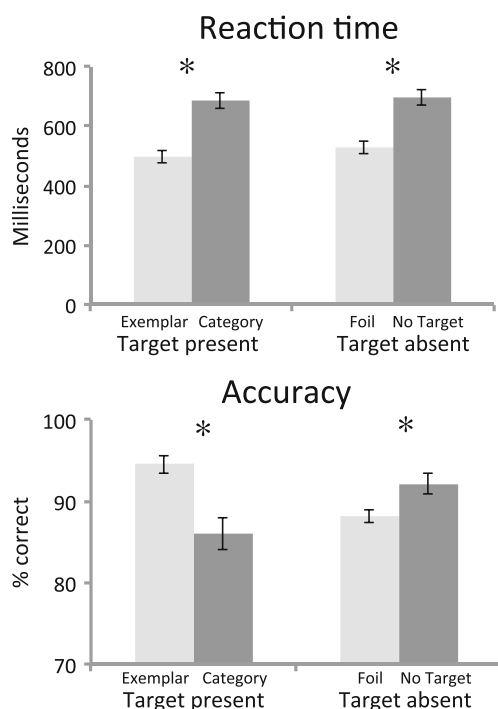 Reaction time
* *
800
600
400
200
0
Milliseconds
Exemplar Category Foil No Target
Target present Target absent
Accuracy
* *
100
90
80
70
% correct
Exemplar Category Foil No Target
Target present Target absent